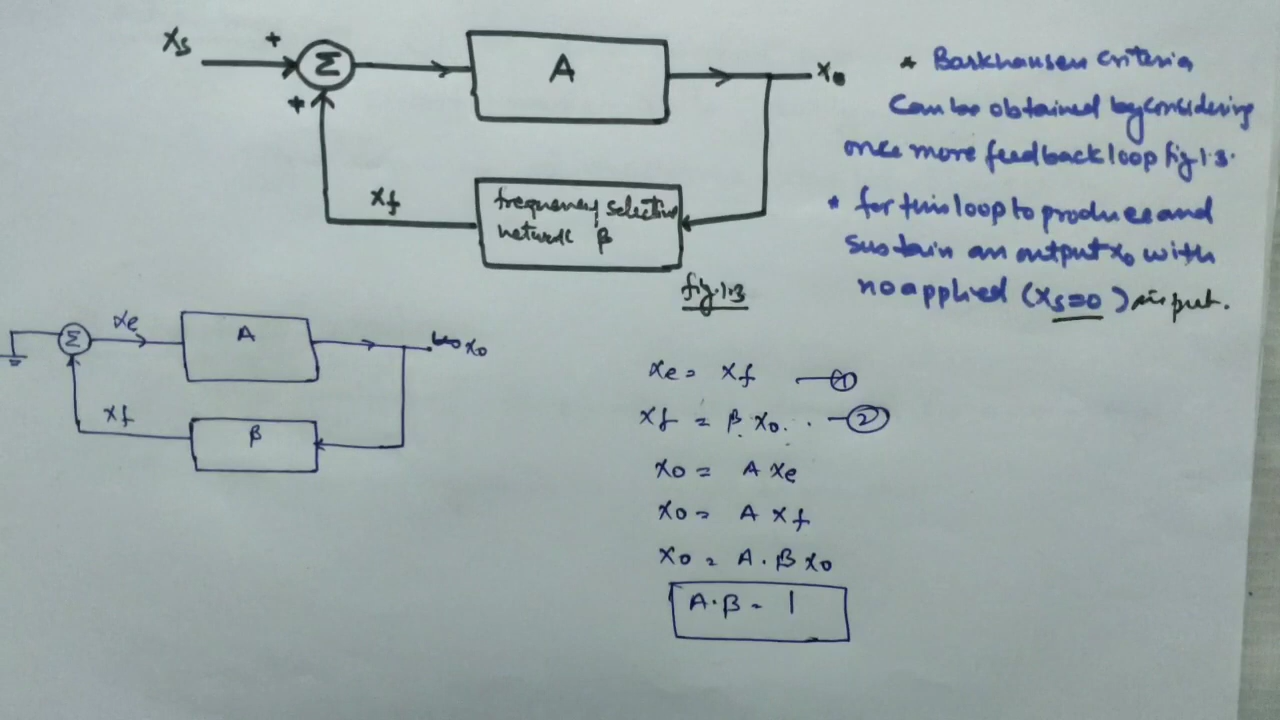 Xs
+
Σ
A
xo
+
Xf
frequency selective
network β
fig.1.3
* Barkhausen criteria
Can be obtained by considering
once more feedback loop fig 1.3.
* for this loop to produce and
sustain an output xo with
no applied (xs=0) input.
Σ
xe
A
xo
Xf
β
xe = xf —①
xf = β xo. . —②
xo = A xe
xo = A xf
xo = A. β xo
A.β = 1